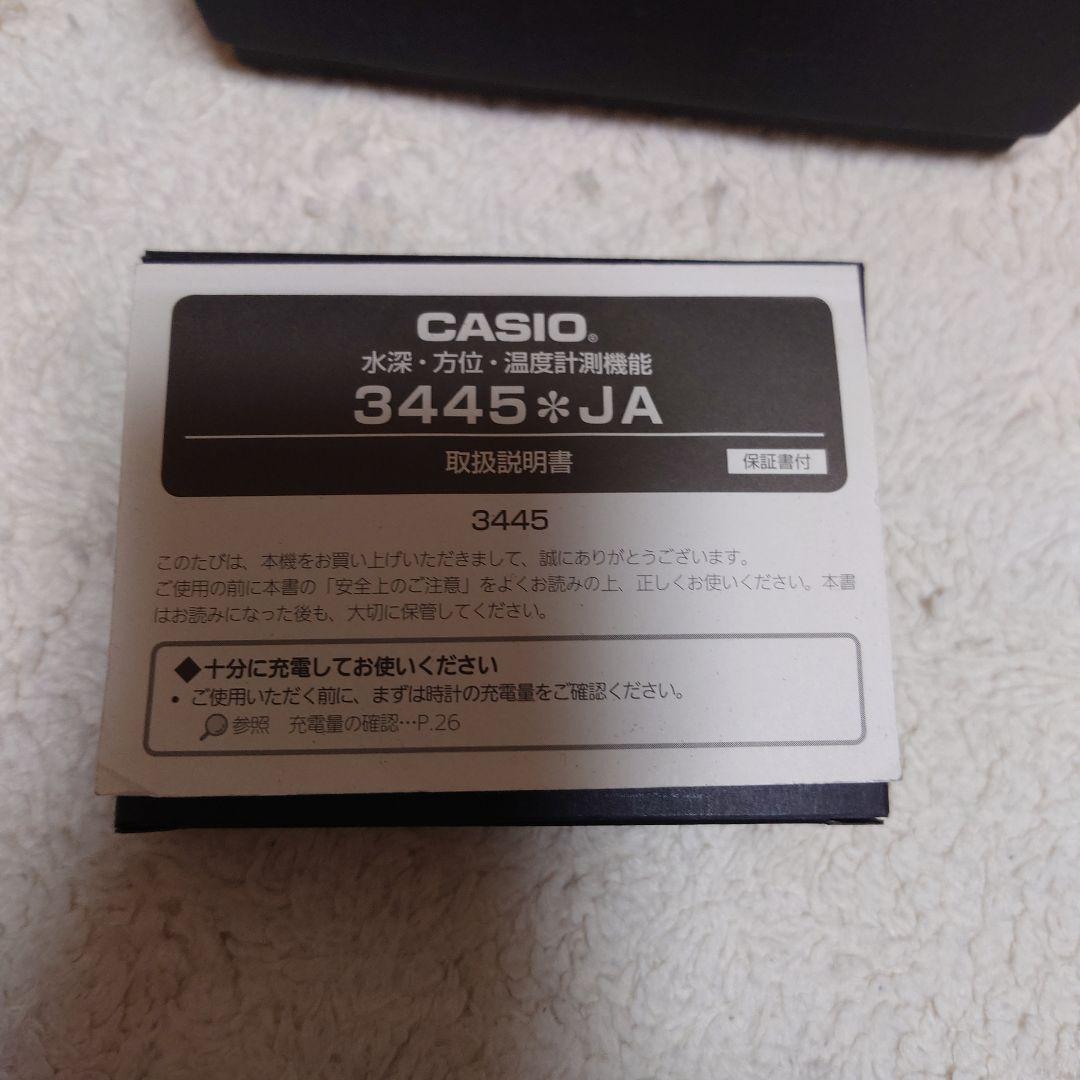 CASIO®
水深・方位・温度計測機能
3445＊JA
取扱説明書
保証書付
3445
このたびは、本機をお買い上げいただきまして、誠にありがとうございます。
ご使用の前に本書の「安全上のご注意」をよくお読みの上、正しくお使いください。本書
はお読みになった後も、大切に保管してください。
◆十分に充電してお使いください
• ご使用いただく前に、まずは時計の充電量をご確認ください。
参照 充電量の確認…P.26